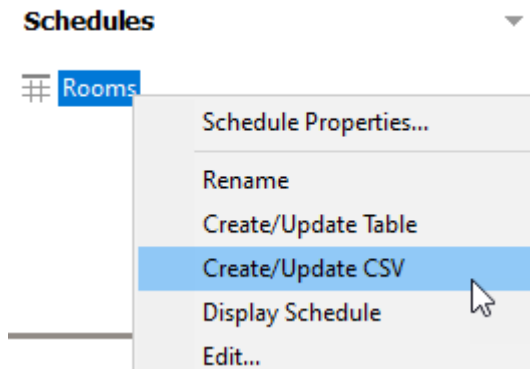 Schedules
Rooms
Schedule Properties...
Rename
Create/Update Table
Create/Update CSV
Display Schedule
Edit...